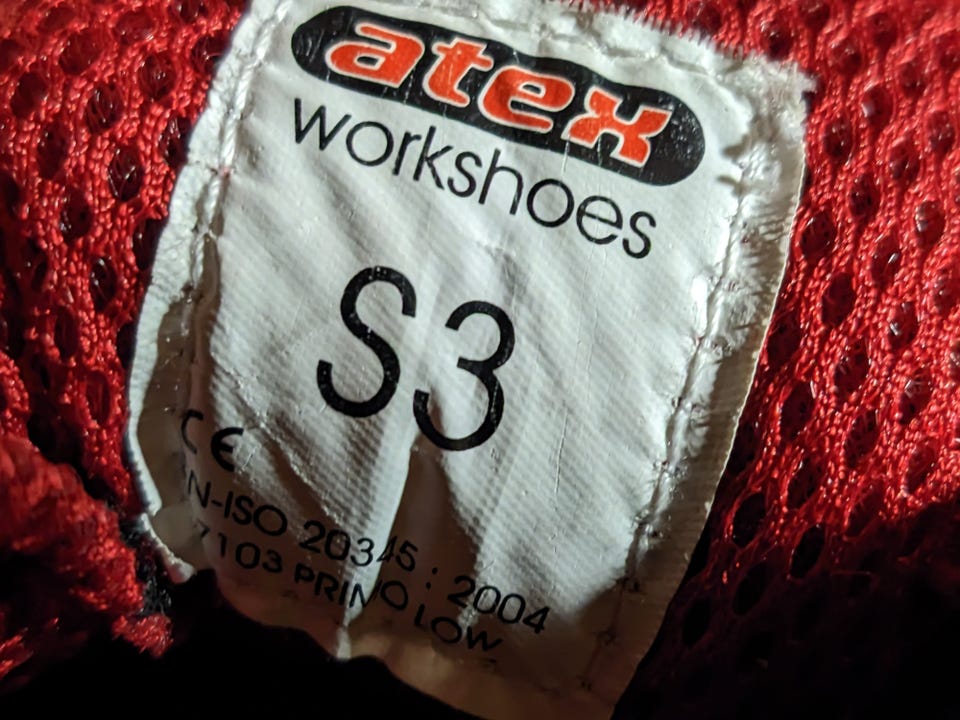 atex
workshoes
S3
CE
N-ISO 20345 : 2004
7103 PRIMO LOW